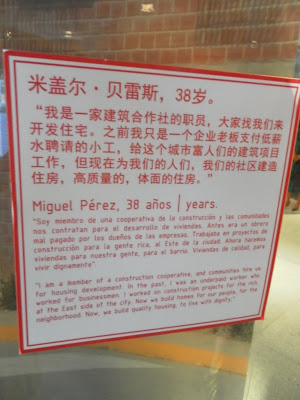 米盖尔·贝雷斯，38岁。
“我是一家建筑合作社的职员，大家找我们来
开发住宅。之前我只是一个企业老板支付低薪
水聘请的小工，给这个城市富人们的建筑项目
工作，但现在为我们的人们，我们的社区建造
住房，高质量的，体面的住房。”
Miguel Pérez, 38 años | years.
"Soy miembro de una cooperativa de la construcción y las comunidades
nos contratan para el desarrollo de viviendas. Antes era un obrero
mal pagado por los dueños de las empresas. Trabajaba en proyectos de
construcción para la gente rica, al Este de la ciudad. Ahora hacemos
viviendas para nuestra gente, para el barrio. Viviendas de calidad, para
vivir dignamente".
"I am a member of a construction cooperative, and communities hire us
for housing development. In the past, I was an underpaid worker who
worked for businessmen. I worked on construction projects for the rich,
at the East side of the city. Now we build homes for our people, for the
neighborhood. Now, we build quality housing, to live with dignity."